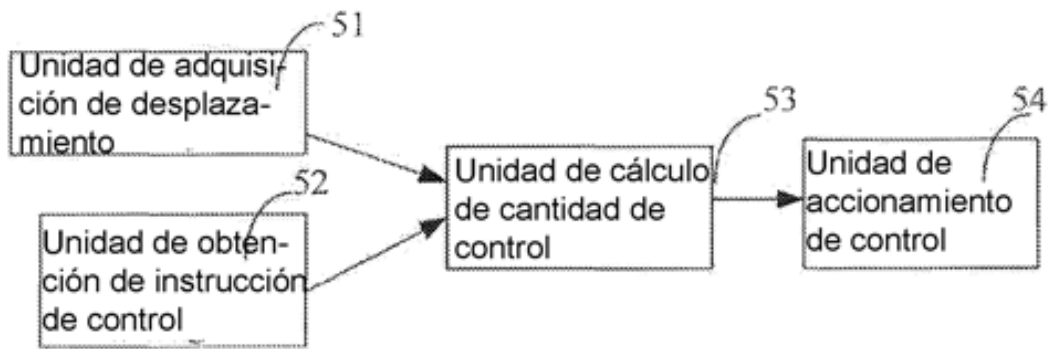 51
Unidad de adquisi-
ción de desplaza-
miento
52
Unidad de obten-
ción de instrucción
de control
53
Unidad de cálculo
de cantidad de
control
54
Unidad de
accionamiento
de control